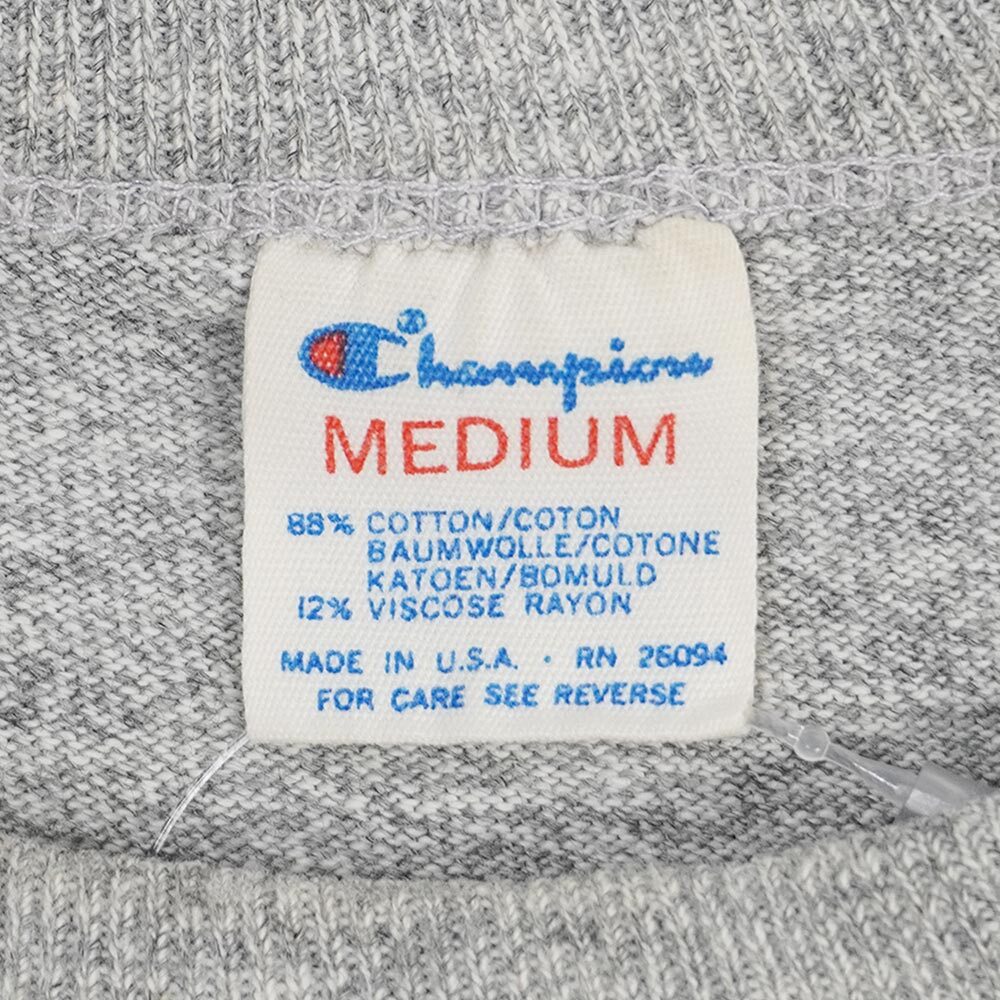 Champion
MEDIUM
88% COTTON/COTON
BAUMWOLLE/COTONE
KATOEN/BOMULD
12% VISCOSE RAYON
MADE IN U.S.A. · RN 26094
FOR CARE SEE REVERSE